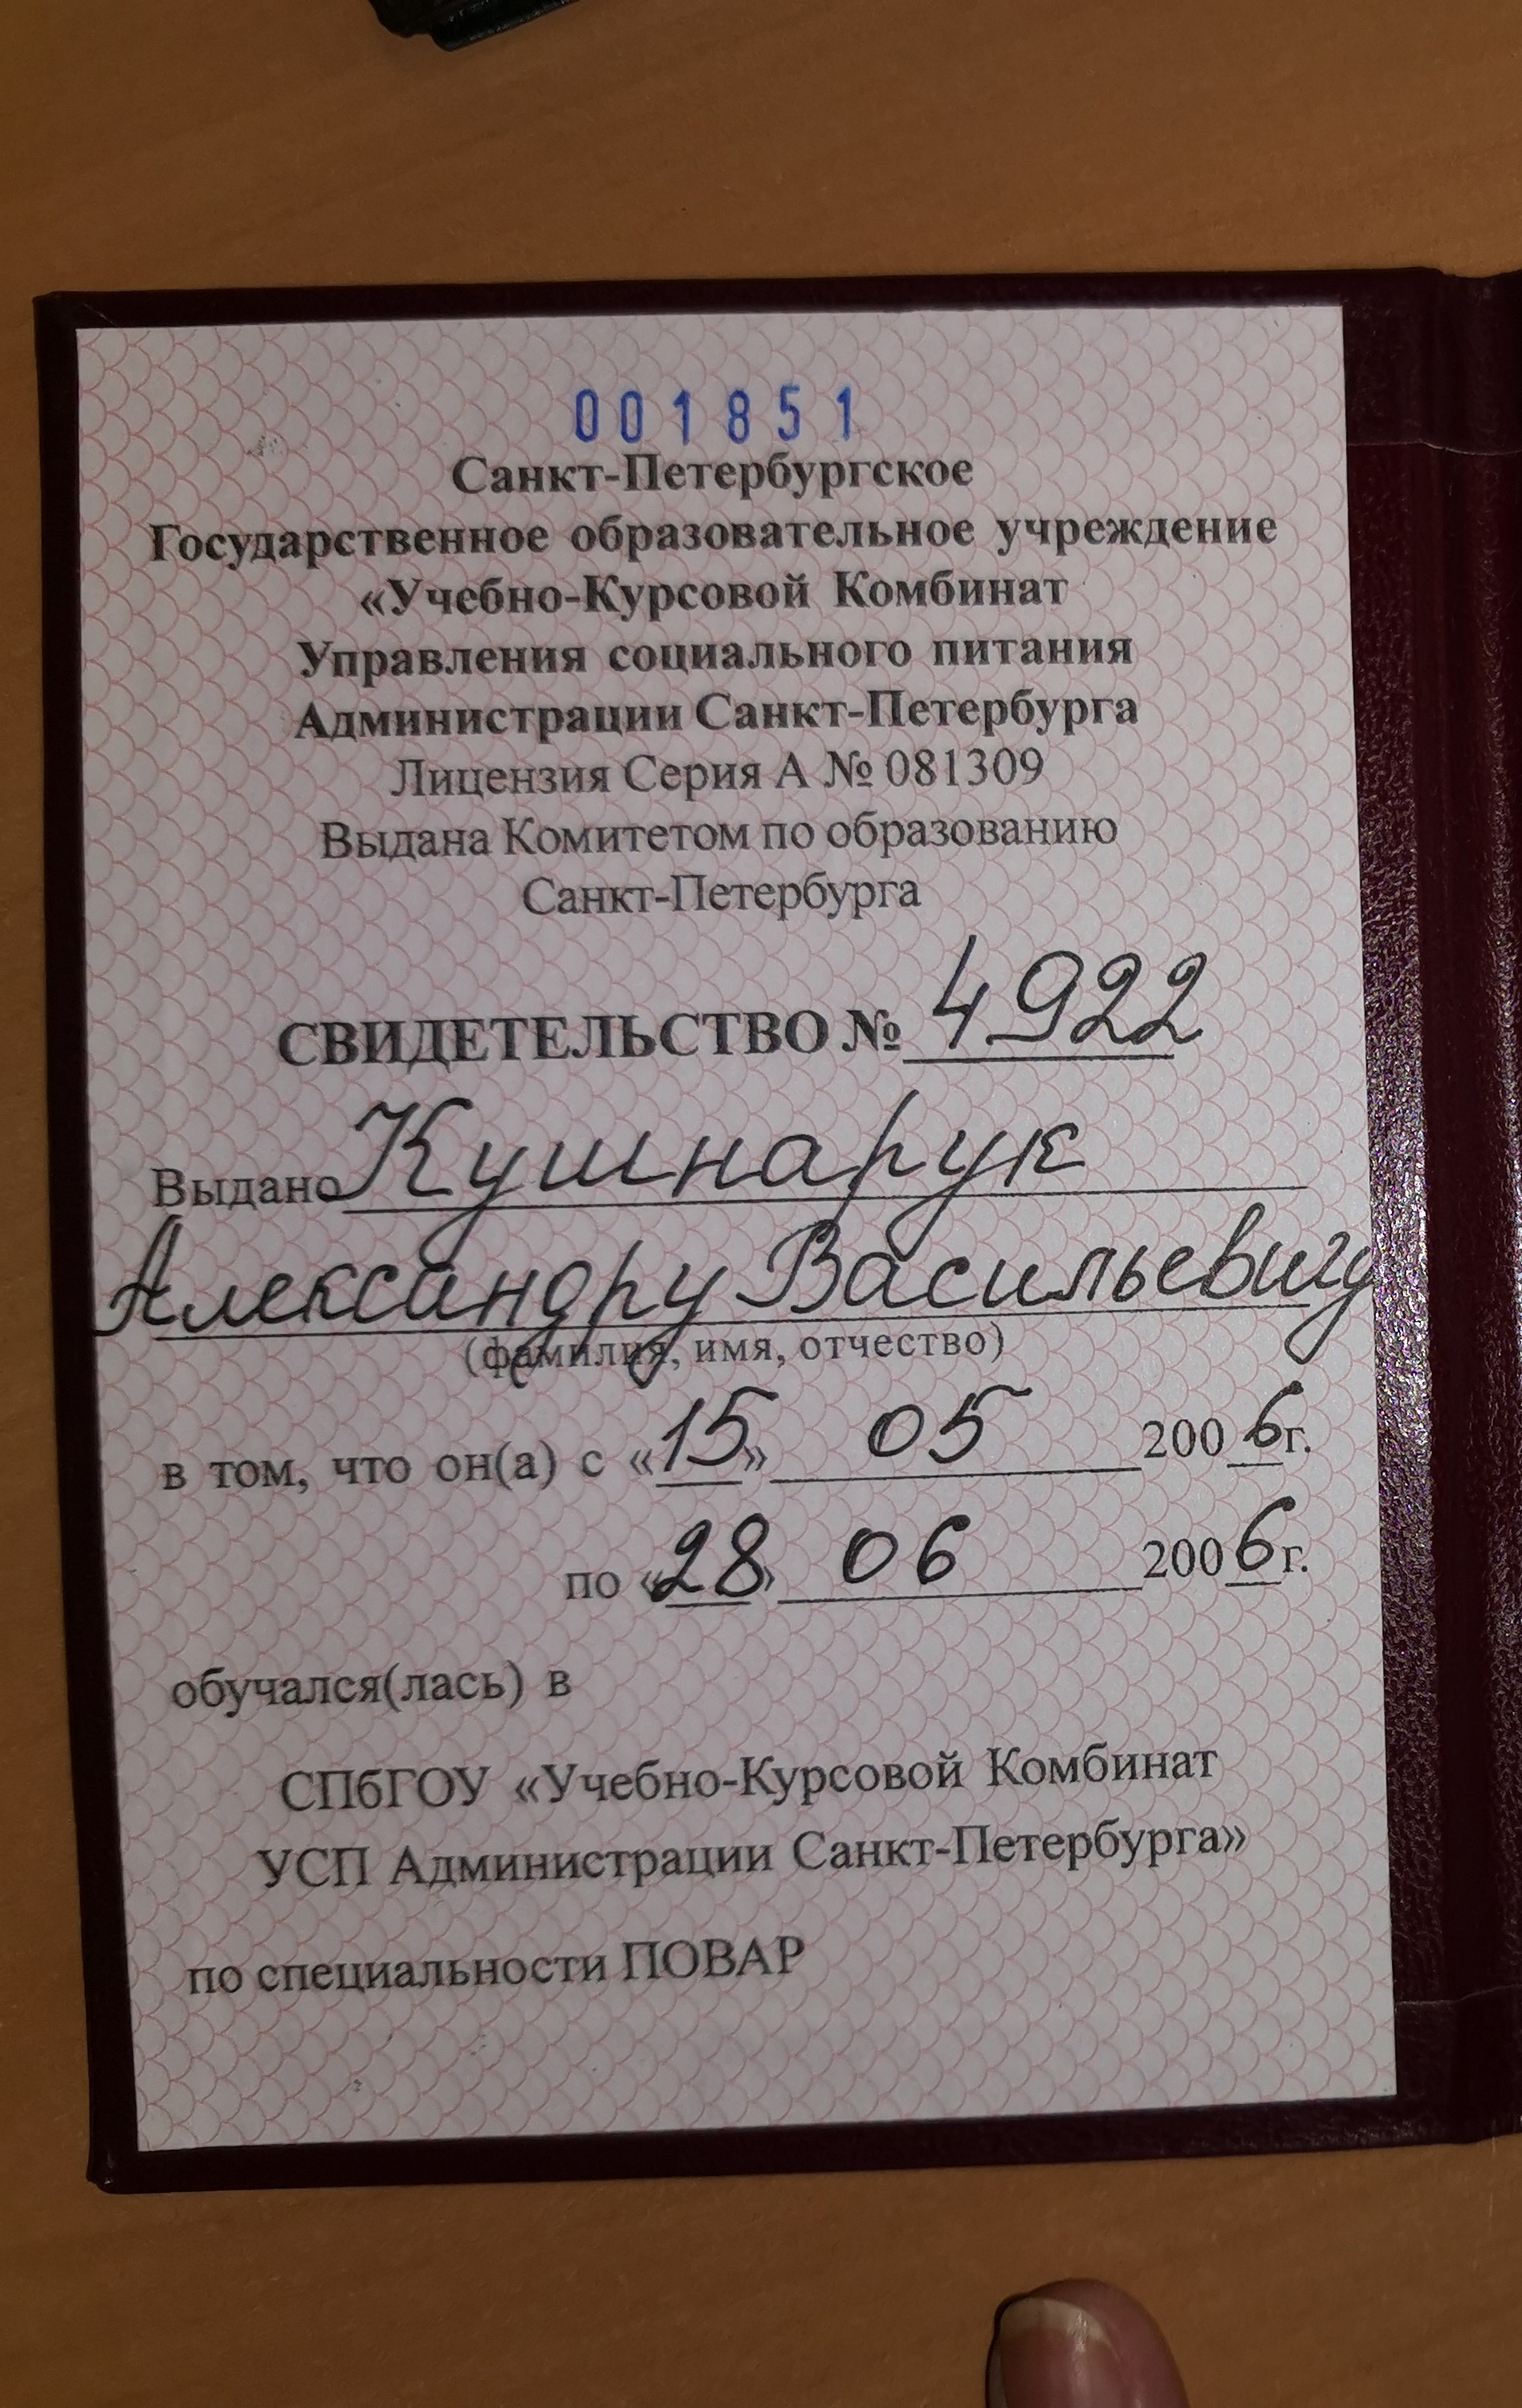 001851
Санкт-Петербургское
Государственное образовательное учреждение
«Учебно-Курсовой Комбинат
Управления социального питания
Администрации Санкт-Петербурга
Лицензия Серия А № 081309
Выдана Комитетом по образованию
Санкт-Петербурга
СВИДЕТЕЛЬСТВО № 4922
Выдано Кушнарук
Александру Васильевичу
(фамилия, имя, отчество)
в том, что он(а) с «15» 05 2006г.
по «28» 06 2006г.
обучался(лась) в
СПбГОУ «Учебно-Курсовой Комбинат
УСП Администрации Санкт-Петербурга»
по специальности ПОВАР